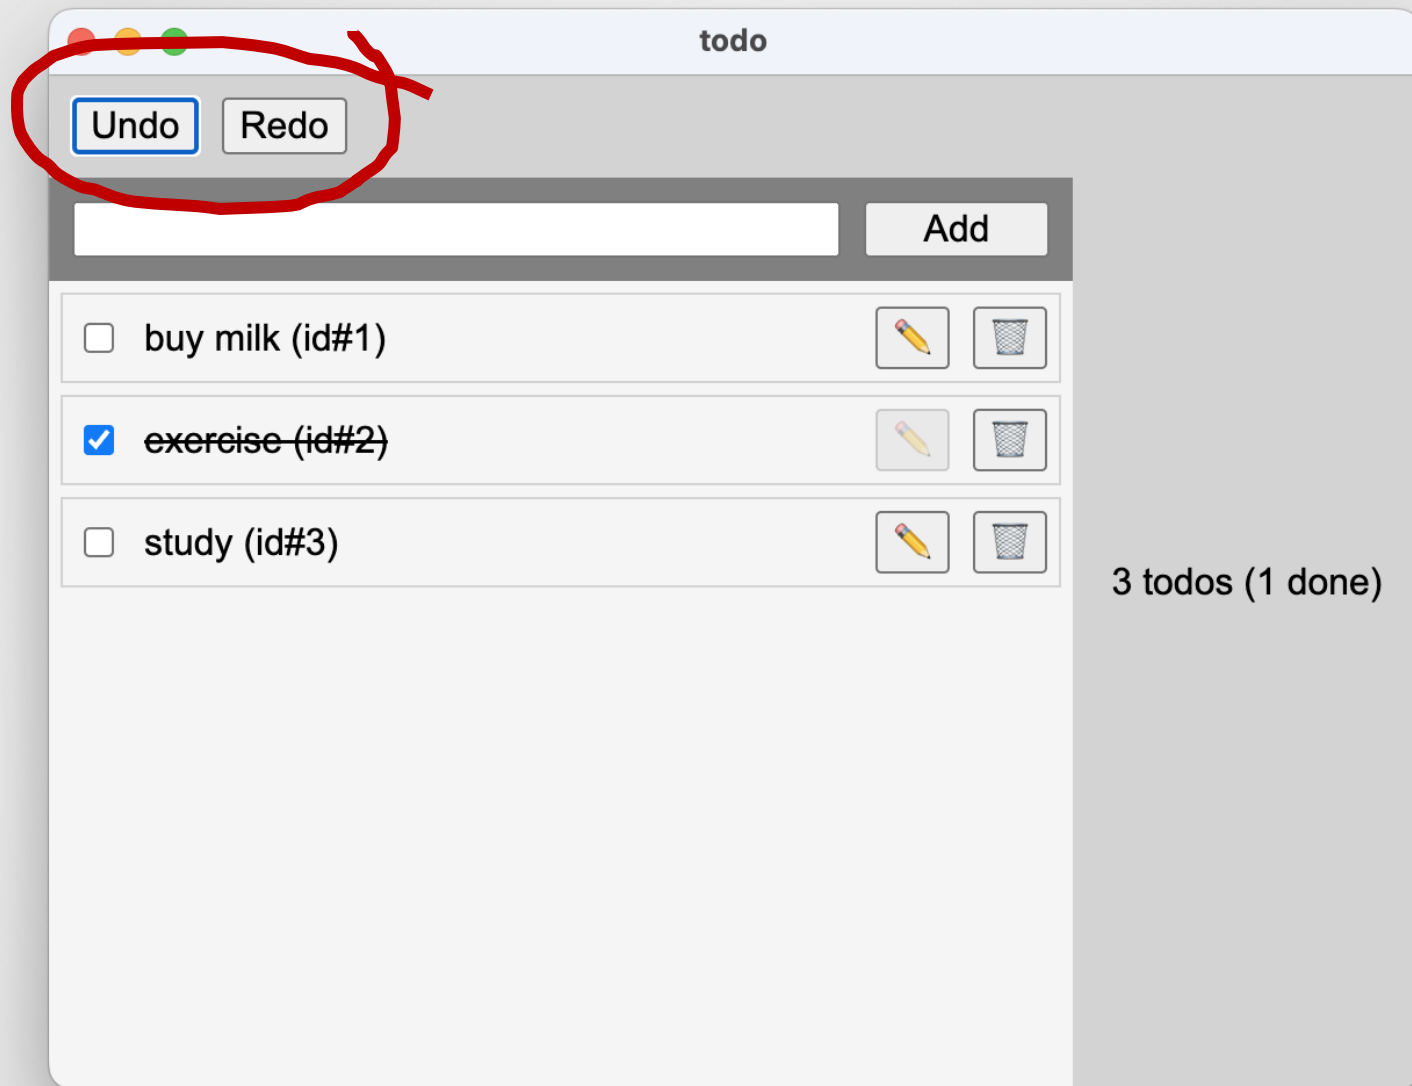 todo
Undo Redo
Add
buy milk (id#1)
exercise (id#2)
study (id#3)
3 todos (1 done)